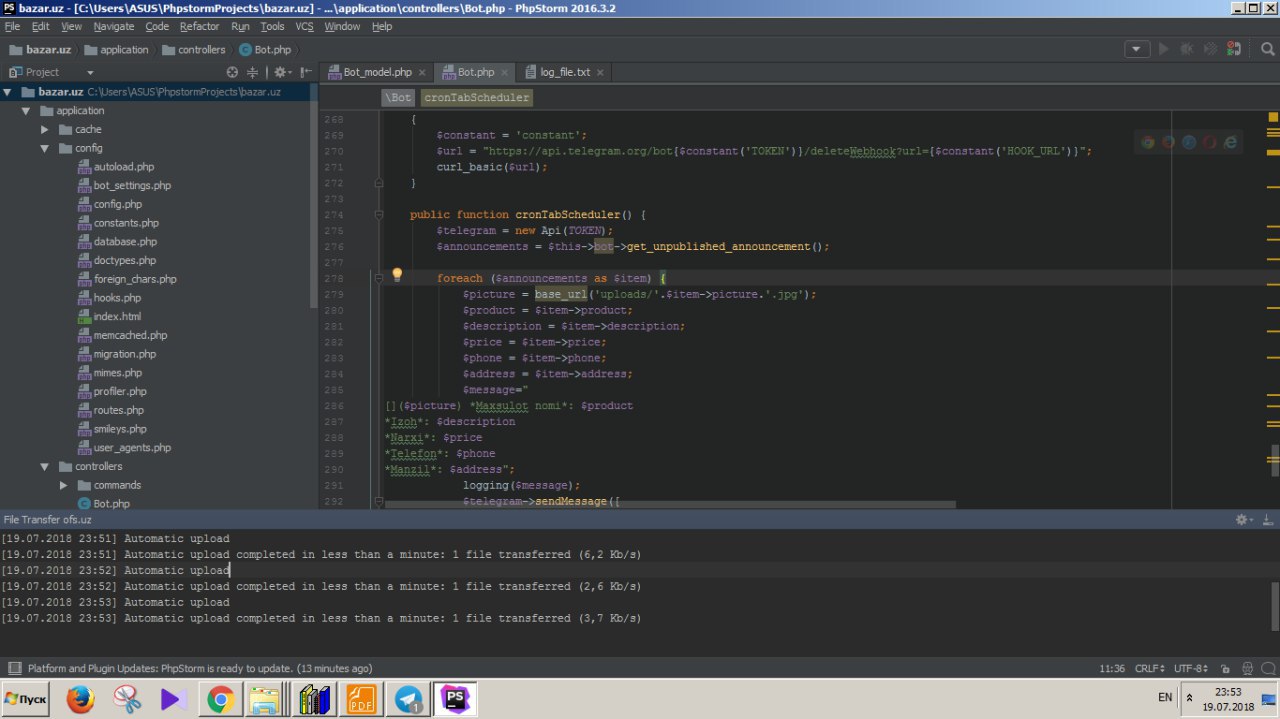 bazar.uz - [C:\Users\ASUS\PhpstormProjects\bazar.uz] - ...\application\controllers\Bot.php - PhpStorm 2016.3.2
File Edit View Navigate Code Refactor Run Tools VCS Window Help
bazar.uz application controllers Bot.php
Project Bot_model.php Bot.php log_file.txt
bazar.uz C:\Users\ASUS\PhpstormProjects\bazar.uz
application
cache
config
autoload.php
bot_settings.php
config.php
constants.php
database.php
doctypes.php
foreign_chars.php
hooks.php
index.html
memcached.php
migration.php
mimes.php
profiler.php
routes.php
smileys.php
user_agents.php
controllers
commands
Bot.php
\Bot cronTabScheduler
268 {
269 $constant = 'constant';
270 $url = "https://api.telegram.org/bot{$constant('TOKEN')}/deleteWebhook?url={$constant('HOOK_URL')}";
271 curl_basic($url);
272 }
273
274 public function cronTabScheduler() {
275 $telegram = new Api(TOKEN);
276 $announcements = $this->bot->get_unpublished_announcement();
277
278 foreach ($announcements as $item) {
279 $picture = base_url('uploads/'.$item->picture.'.jpg');
280 $product = $item->product;
281 $description = $item->description;
282 $price = $item->price;
283 $phone = $item->phone;
284 $address = $item->address;
285 $message="
286 []($picture) *Maxsulot nomi*: $product
287 *Izoh*: $description
288 *Narxi*: $price
289 *Telefon*: $phone
290 *Manzil*: $address";
291 logging($message);
292 $telegram->sendMessage([
File Transfer ofs.uz
[19.07.2018 23:51] Automatic upload
[19.07.2018 23:51] Automatic upload completed in less than a minute: 1 file transferred (6,2 Kb/s)
[19.07.2018 23:52] Automatic upload
[19.07.2018 23:52] Automatic upload completed in less than a minute: 1 file transferred (2,6 Kb/s)
[19.07.2018 23:53] Automatic upload
[19.07.2018 23:53] Automatic upload completed in less than a minute: 1 file transferred (3,7 Kb/s)
Platform and Plugin Updates: PhpStorm is ready to update. (13 minutes ago) 11:36 CRLF UTF-8
Пуск PDF 1 PS EN 23:53
19.07.2018